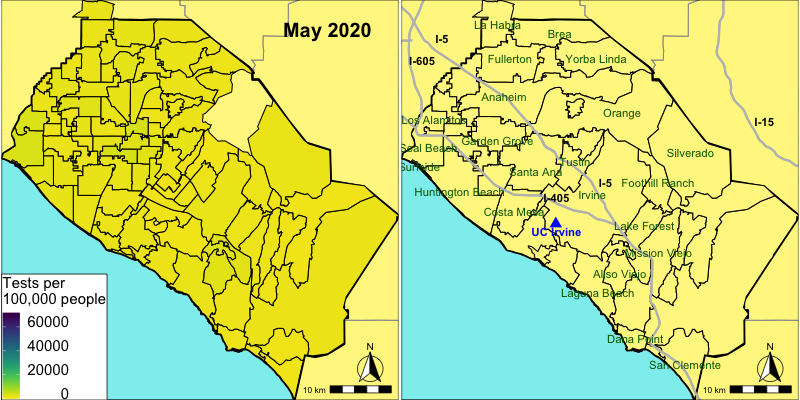 May 2020
Tests per
100,000 people
60000
40000
20000
0
N
10 km
La Habra
Brea
I-5
Fullerton
Yorba Linda
I-605
Anaheim
Orange
Los Alamitos
I-15
Garden Grove
Seal Beach
Silverado
Tustin
Sunside
Santa Ana
I-5
Foothill Ranch
Huntington Beach
Irvine
I-405
Costa Mesa
UC Irvine
Lake Forest
Mission Viejo
Aliso Viejo
Laguna Beach
Dana Point
San Clemente
N
10 km